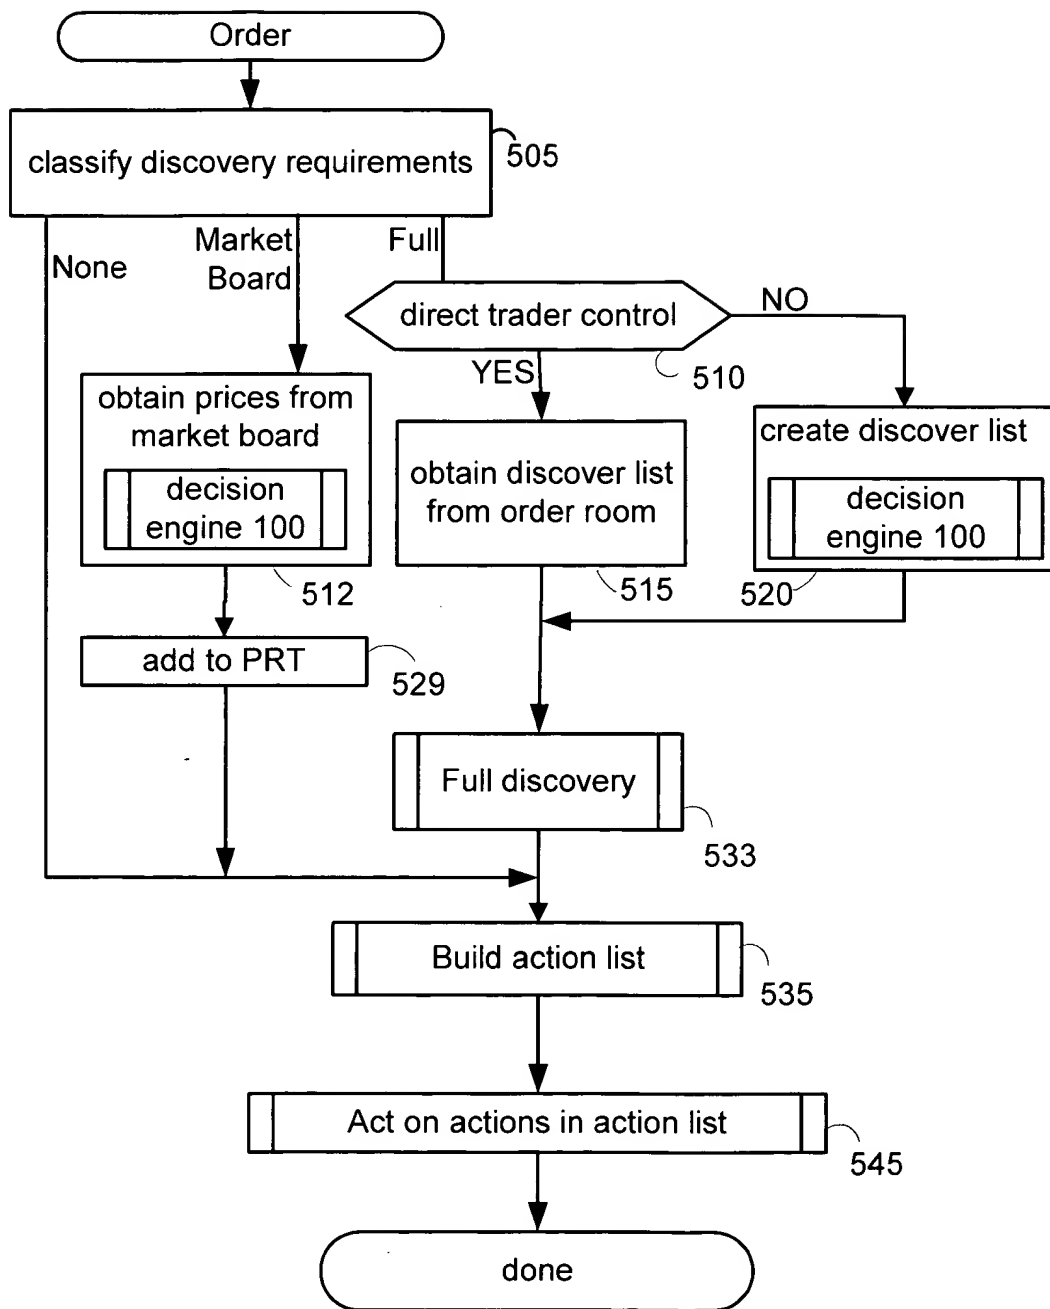 Order
classify discovery requirements
505
None
Market
Board
Full
direct trader control
NO
YES
510
obtain prices from
market board
decision
engine 100
512
obtain discover list
from order room
515
create discover list
decision
engine 100
520
add to PRT
529
Full discovery
533
Build action list
535
Act on actions in action list
545
done